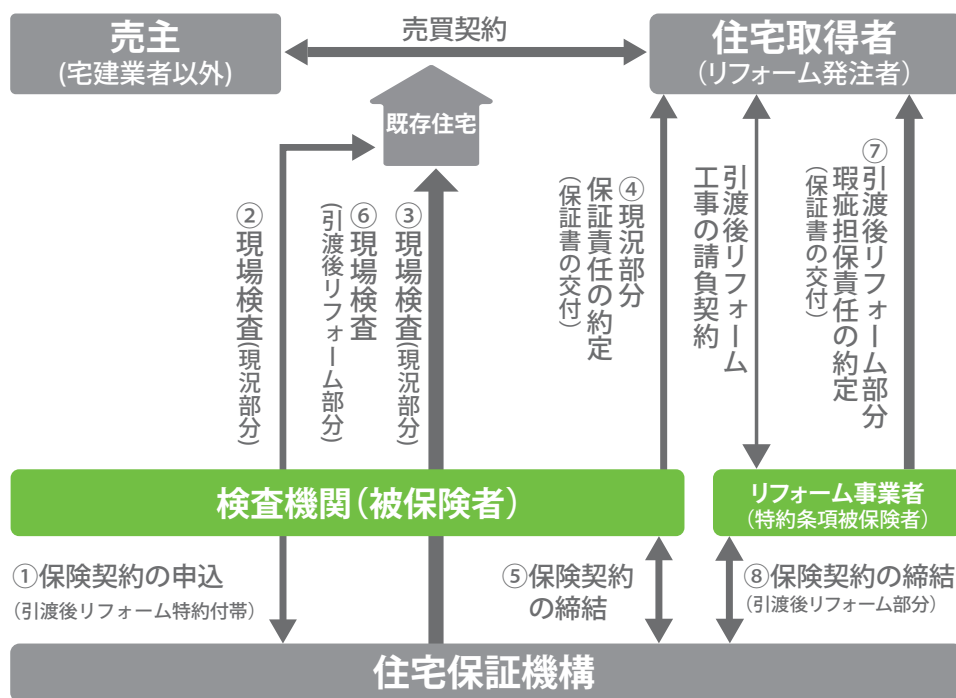 売主
(宅建業者以外)
売買契約
住宅取得者
(リフォーム発注者)
既存住宅
②現場検査(現況部分)
⑥現場検査
(引渡後リフォーム部分)
③現場検査(現況部分)
④現況部分
保証責任の約定
(保証書の交付)
引渡後リフォーム
工事の請負契約
⑦引渡後リフォーム部分
瑕疵担保責任の約定
(保証書の交付)
検査機関(被保険者)
リフォーム事業者
(特約条項被保険者)
①保険契約の申込
(引渡後リフォーム特約付帯)
⑤保険契約
の締結
⑧保険契約の締結
(引渡後リフォーム部分)
住宅保証機構